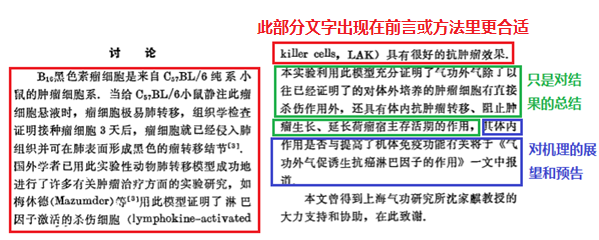 此部分文字出现在前言或方法里更合适
讨 论
B₁₆黑色素瘤细胞是来自 C₅₇BL/6 纯 系 小
鼠的肿瘤细胞系。当给 C₅₇BL/6小鼠静注此瘤
细胞悬液时，瘤细胞极易肺转移，组织学检查
证明接种瘤细胞 3 天后，瘤细胞就已经侵入肺
组织并可在肺表面形成黑色的瘤转移结节⁽³⁾.
国外学者已用此实验性动物肺转移模型成功地
进行了许多有关肿瘤治疗方面的实验研究，如
梅休德(Mazumder) 等⁽³⁾用此模型证明了 淋 巴
因子激活的杀伤细胞（lymphokine-activated
killer cells，LAK）具有很好的抗肿瘤效果.
本实验利用此模型充分证明了气功外气除了以
往已经证明了的对体外培养的肿瘤细胞有直接
杀伤作用外，还具有体内抗肿瘤转移、阻止肿
瘤生长、延长荷瘤宿主存活期的作用，其体内
作用是否与提高了机体免疫功能有关将于《气
功外气促诱生抗癌淋巴因子的作用》一文中报
道.
本文曾得到上海气功研究所沈家麒教授的
大力支持和协助，在此致谢.
只是对结
果的总结
对机理的展
望和预告